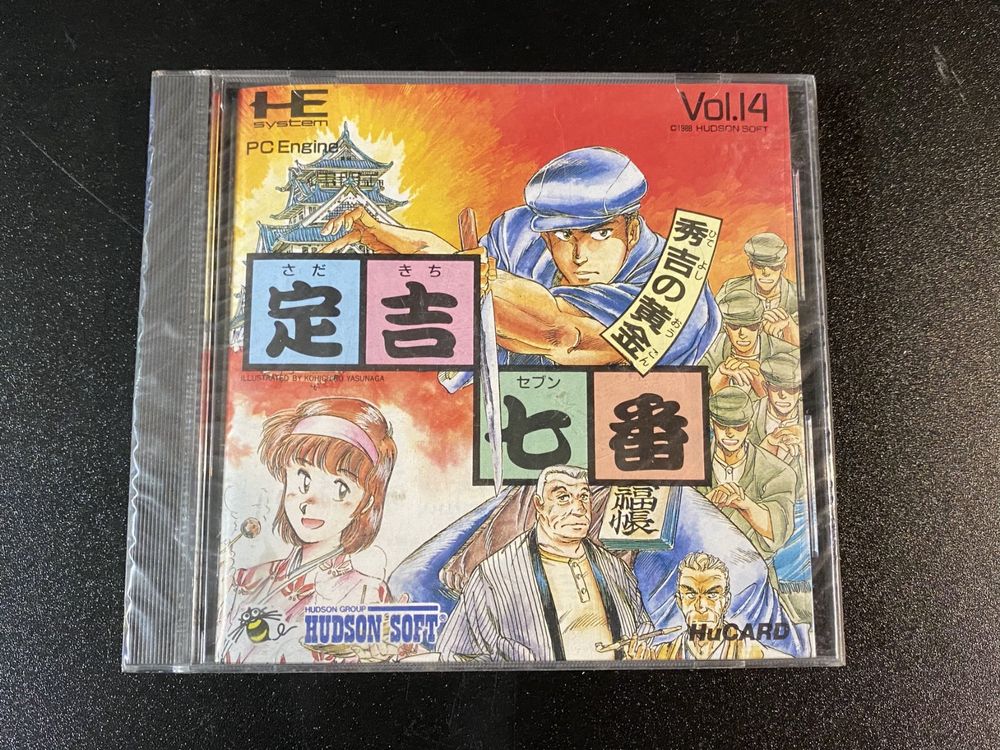 HE
system
PC Engine
Vol.14
©1988 HUDSON SOFT
ひで よし おう ごん
秀吉の黄金
さだ きち
定吉
ILLUSTRATED BY KOHICHIRO YASUNAGA
セブン
七番
福帳
HUDSON GROUP
HUDSON SOFT®
HuCARD